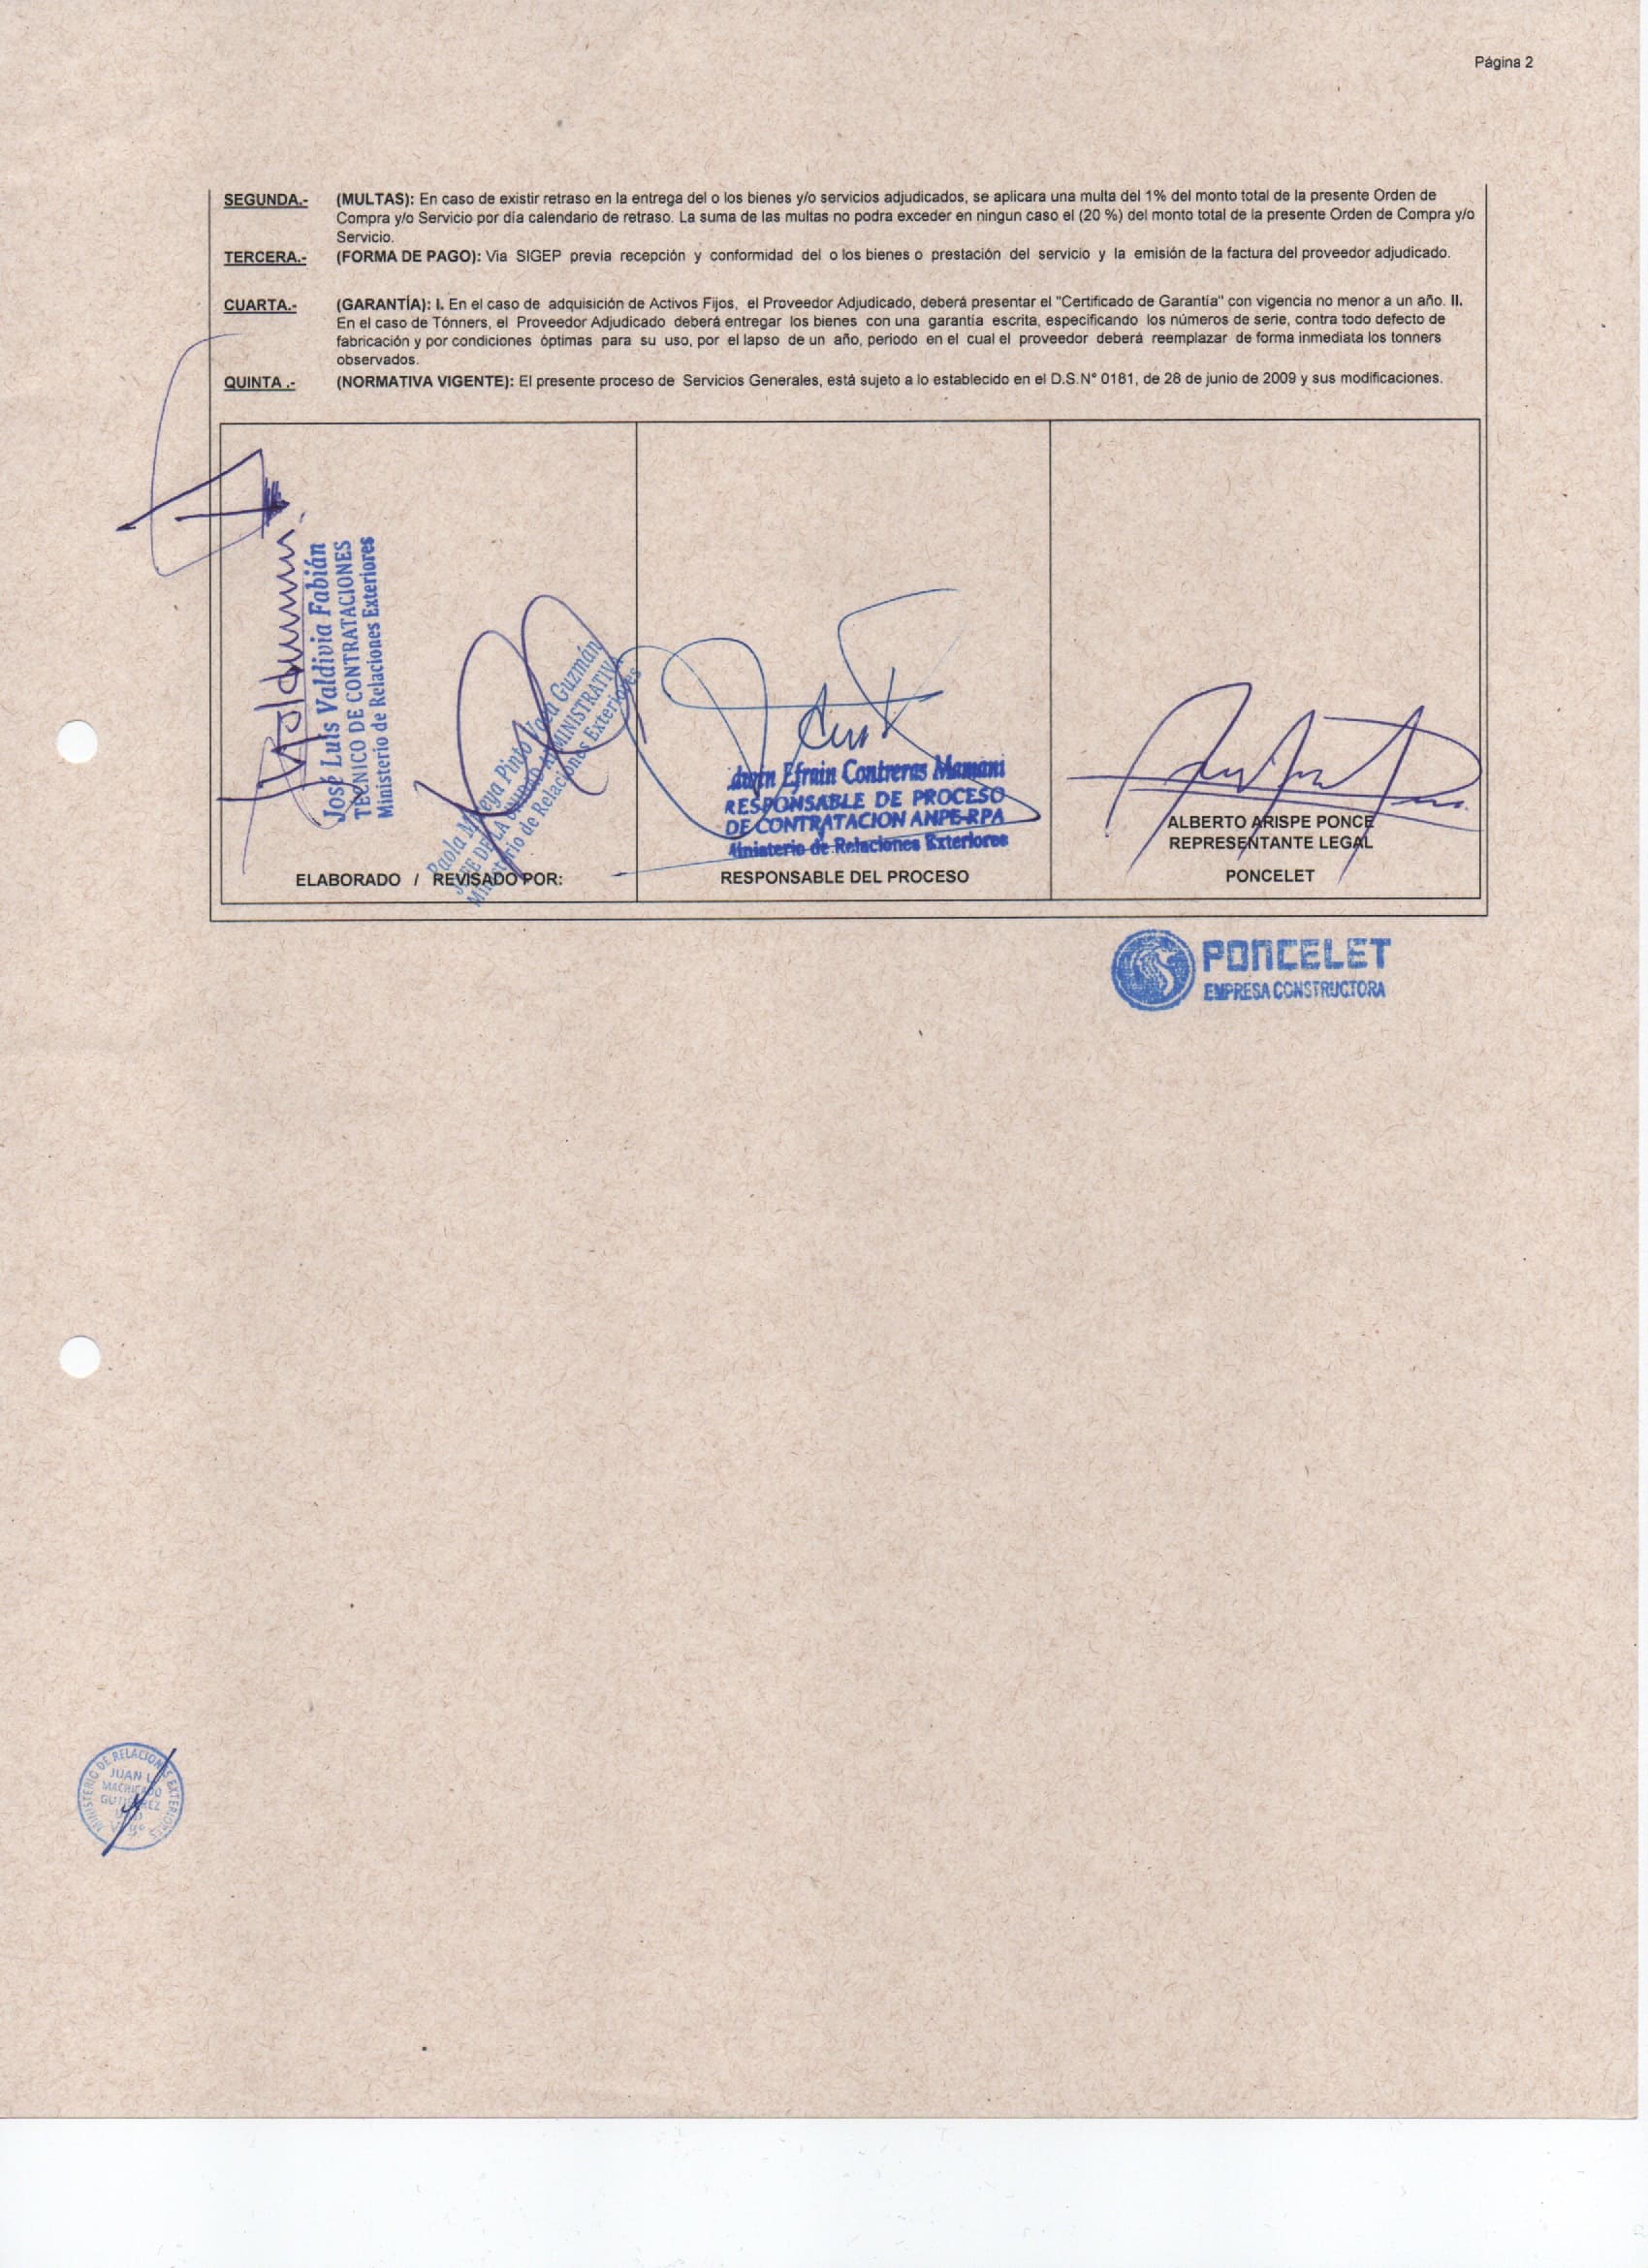 Página 2
SEGUNDA.- (MULTAS): En caso de existir retraso en la entrega del o los bienes y/o servicios adjudicados, se aplicara una multa del 1% del monto total de la presente Orden de
Compra y/o Servicio por día calendario de retraso. La suma de las multas no podra exceder en ningun caso el (20 %) del monto total de la presente Orden de Compra y/o
Servicio.
TERCERA.- (FORMA DE PAGO): Via SIGEP previa recepción y conformidad del o los bienes o prestación del servicio y la emisión de la factura del proveedor adjudicado.
CUARTA.- (GARANTÍA): I. En el caso de adquisición de Activos Fijos, el Proveedor Adjudicado, deberá presentar el "Certificado de Garantía" con vigencia no menor a un año. II.
En el caso de Tónners, el Proveedor Adjudicado deberá entregar los bienes con una garantía escrita, especificando los números de serie, contra todo defecto de
fabricación y por condiciones óptimas para su uso, por el lapso de un año, periodo en el cual el proveedor deberá reemplazar de forma inmediata los tonners
observados.
QUINTA .- (NORMATIVA VIGENTE): El presente proceso de Servicios Generales, está sujeto a lo establecido en el D.S.N° 0181, de 28 de junio de 2009 y sus modificaciones.
José Luis Valdivia Fabián
TECNICO DE CONTRATACIONES
Ministerio de Relaciones Exteriores
Paola Pinto Guzmán
JEFE DE LA UNIDAD ADMINISTRATIVA
Ministerio de Relaciones Exteriores
ELABORADO / REVISADO POR:
Efrain Contreras Mamani
RESPONSABLE DE PROCESO
DE CONTRATACION ANPE-RPA
Ministerio de Relaciones Exteriores
RESPONSABLE DEL PROCESO
ALBERTO ARISPE PONCE
REPRESENTANTE LEGAL
PONCELET
PONCELET
EMPRESA CONSTRUCTORA
MINISTERIO DE RELACIONES EXTERIORES
JUAN